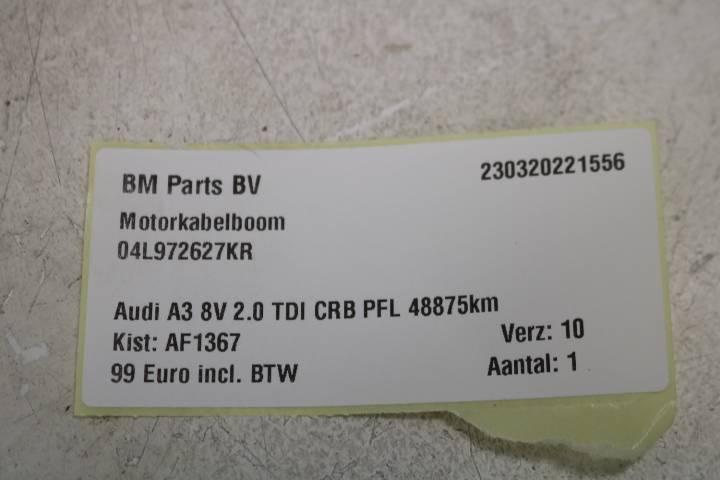 BM Parts BV
230320221556
Motorkabelboom
04L972627KR
Audi A3 8V 2.0 TDI CRB PFL 48875km
Kist: AF1367
Verz: 10
99 Euro incl. BTW
Aantal: 1